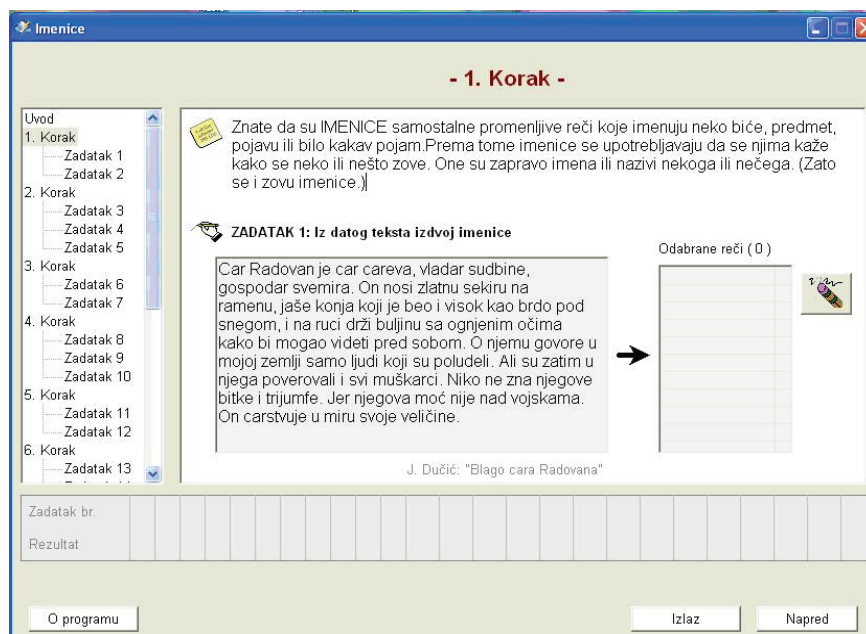 Imenice
- 1. Korak -
Uvod
1. Korak
Zadatak 1
Zadatak 2
2. Korak
Zadatak 3
Zadatak 4
Zadatak 5
3. Korak
Zadatak 6
Zadatak 7
4. Korak
Zadatak 8
Zadatak 9
Zadatak 10
5. Korak
Zadatak 11
Zadatak 12
6. Korak
Zadatak 13
Znate da su IMENICE samostalne promenljive reči koje imenuju neko biće, predmet,
pojavu ili bilo kakav pojam.Prema tome imenice se upotrebljavaju da se njima kaže
kako se neko ili nešto zove. One su zapravo imena ili nazivi nekoga ili nečega. (Zato
se i zovu imenice.)
ZADATAK 1: Iz datog teksta izdvoj imenice
Car Radovan je car careva, vladar sudbine,
gospodar svemira. On nosi zlatnu sekiru na
ramenu, jaše konja koji je beo i visok kao brdo pod
snegom, i na ruci drži buljinu sa ognjenim očima
kako bi mogao videti pred sobom. O njemu govore u
mojoj zemlji samo ljudi koji su poludeli. Ali su zatim u
njega poverovali i svi muškarci. Niko ne zna njegove
bitke i trijumfe. Jer njegova moć nije nad vojskama.
On carstvuje u miru svoje veličine.
J. Dučić: "Blago cara Radovana"
Odabrane reči ( 0 )
Zadatak br.
Rezultat
O programu
Izlaz
Napred